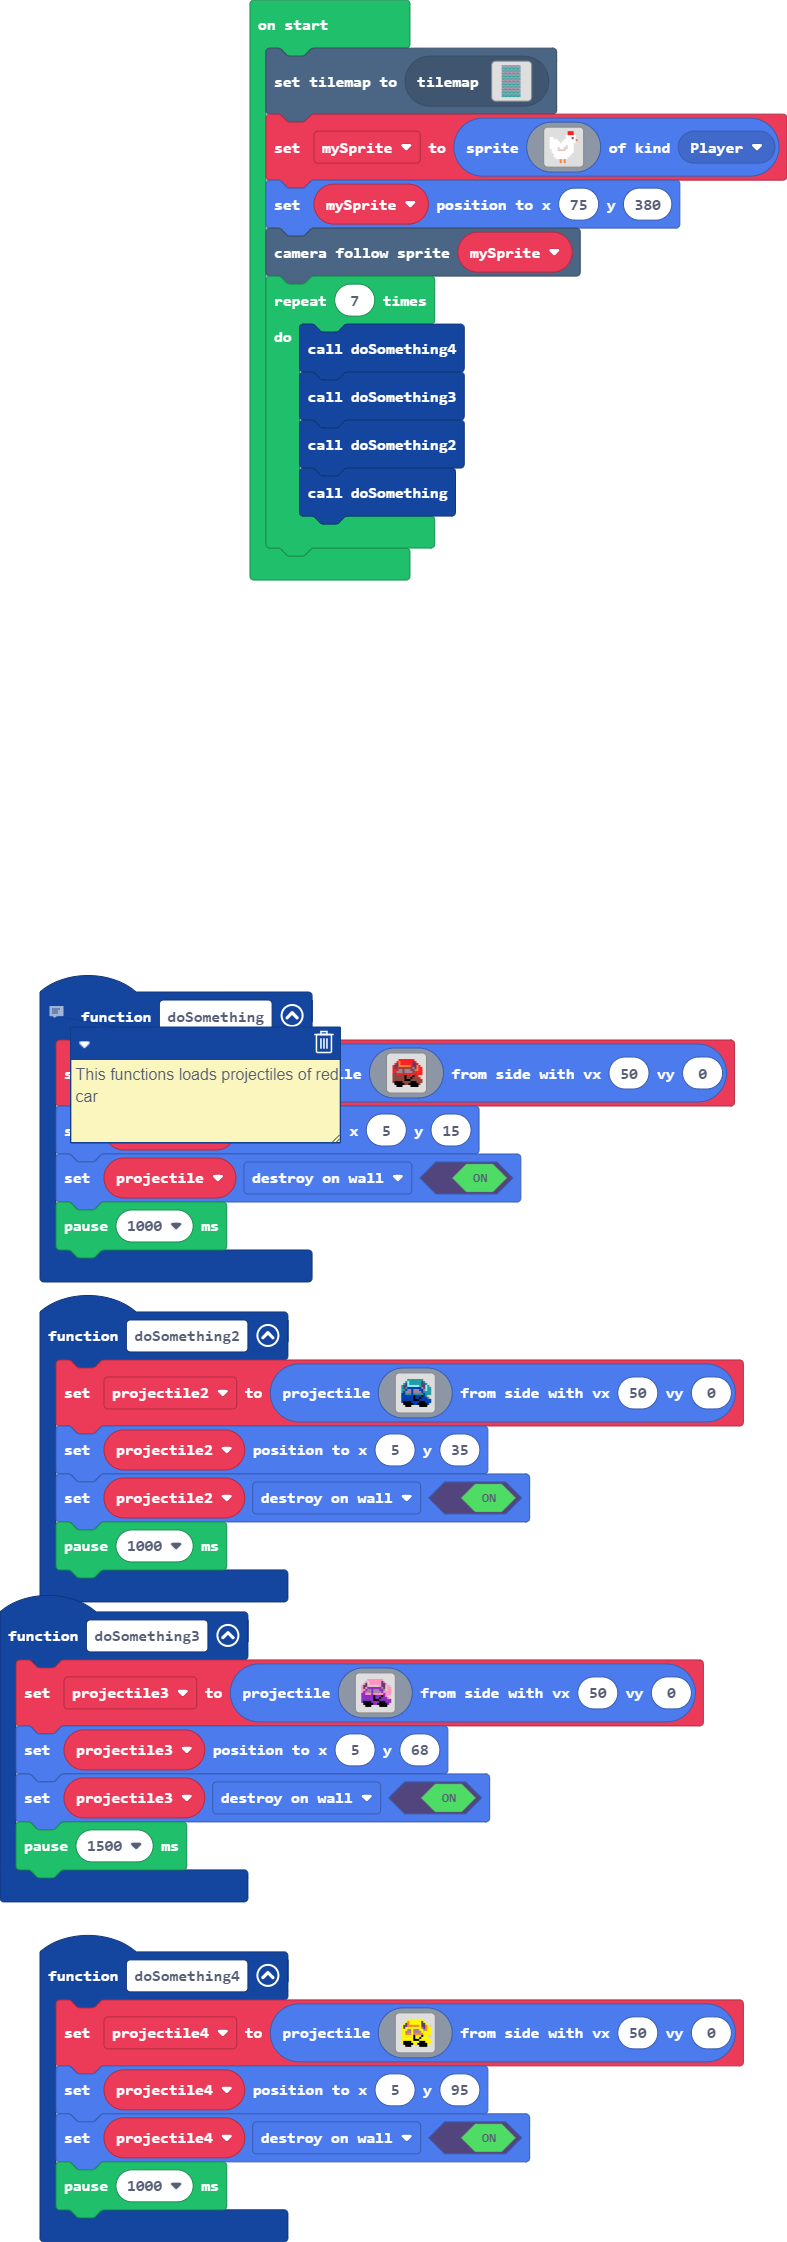 on start
set tilemap to tilemap
set mySprite to sprite of kind Player
set mySprite position to x 75 y 380
camera follow sprite mySprite
repeat 7 times
do
call doSomething4
call doSomething3
call doSomething2
call doSomething
function doSomething
This functions loads projectiles of red
car
le from side with vx 50 vy 0
x 5 y 15
set projectile destroy on wall ON
pause 1000 ms
function doSomething2
set projectile2 to projectile from side with vx 50 vy 0
set projectile2 position to x 5 y 35
set projectile2 destroy on wall ON
pause 1000 ms
function doSomething3
set projectile3 to projectile from side with vx 50 vy 0
set projectile3 position to x 5 y 68
set projectile3 destroy on wall ON
pause 1500 ms
function doSomething4
set projectile4 to projectile from side with vx 50 vy 0
set projectile4 position to x 5 y 95
set projectile4 destroy on wall ON
pause 1000 ms